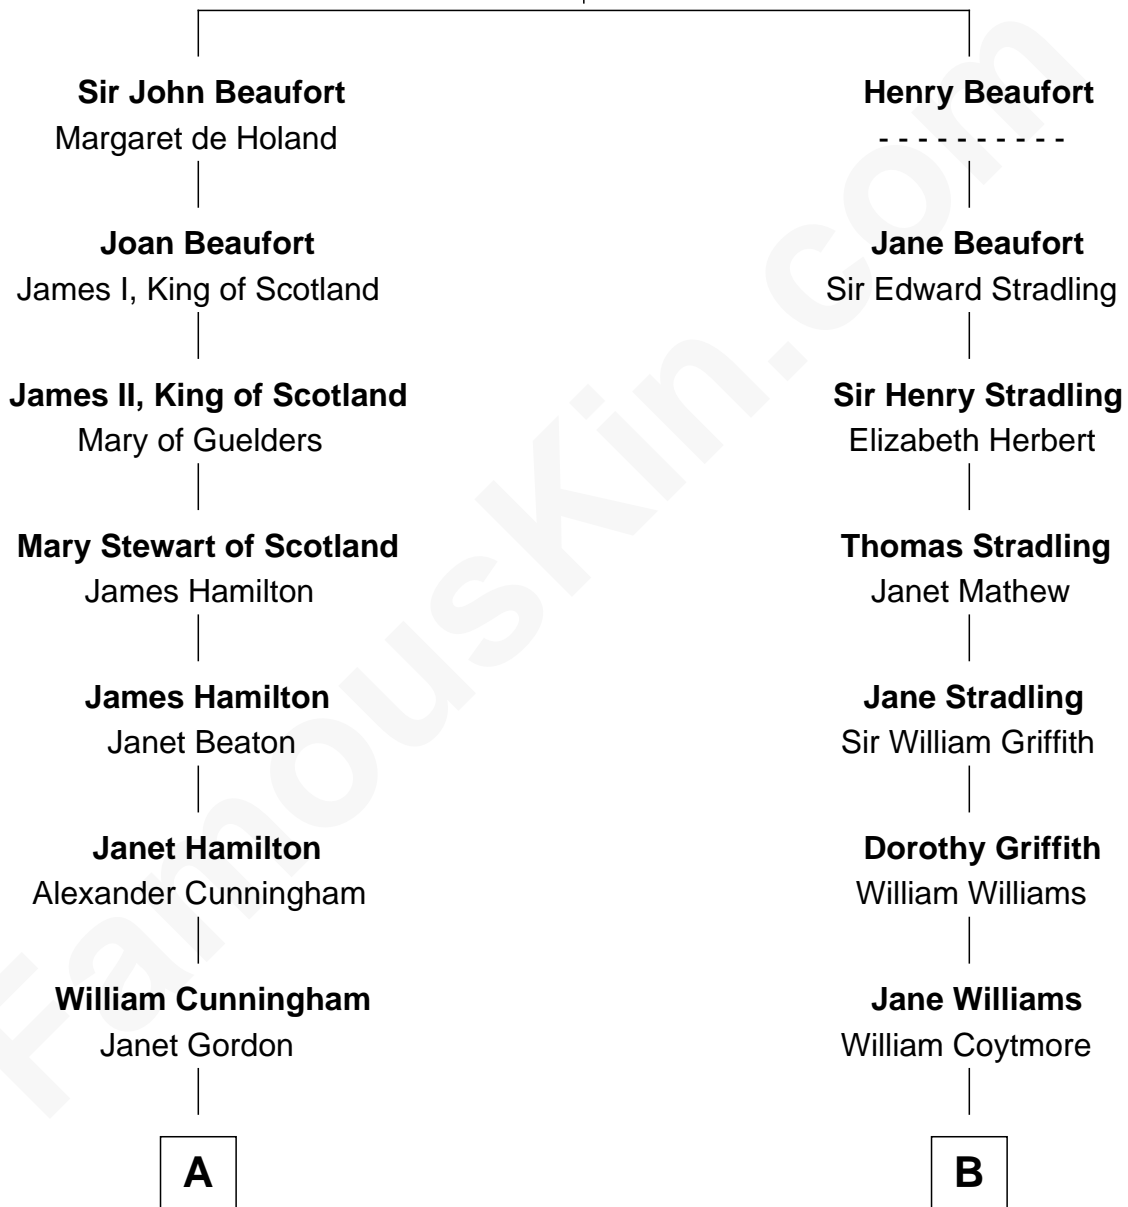 Sir John Beaufort
Margaret de Holand
Joan Beaufort
James I, King of Scotland
James II, King of Scotland
Mary of Guelders
Mary Stewart of Scotland
James Hamilton
James Hamilton
Janet Beaton
Janet Hamilton
Alexander Cunningham
William Cunningham
Janet Gordon
A
Henry Beaufort
- - - - - - - - - -
Jane Beaufort
Sir Edward Stradling
Sir Henry Stradling
Elizabeth Herbert
Thomas Stradling
Janet Mathew
Jane Stradling
Sir William Griffith
Dorothy Griffith
William Williams
Jane Williams
William Coytmore
B
FamousKin.com